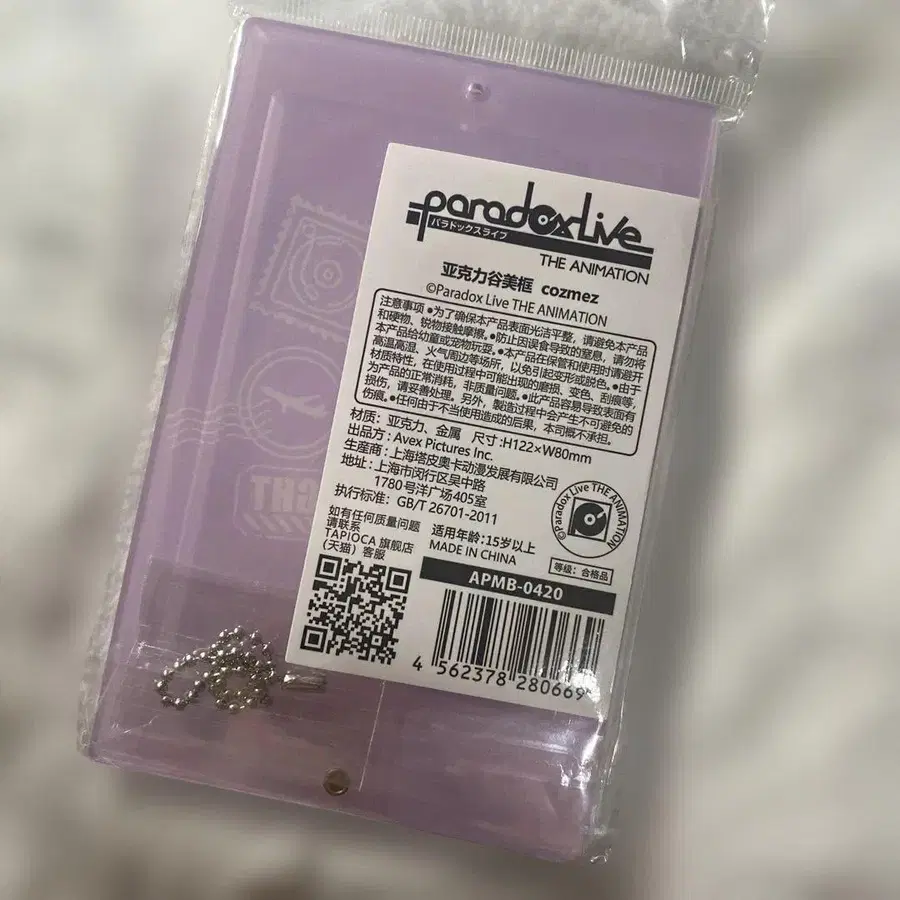 paradox Live
パラドックスライブ
THE ANIMATION
亚克力谷美框 cozmez
©Paradox Live THE ANIMATION
注意事项 ●为了确保本产品表面光洁平整，请避免本产品
和硬物、锐物接触摩擦。●防止因误食导致的窒息，请勿将
本产品给幼童或宠物玩耍。●本产品在保管和使用时请避开
高温高湿、火气周边等场所，以免引起变形或脱色。●由于
材质特性，在使用过程中可能出现的磨损、变色、刮痕等，
为产品的正常消耗，非质量问题。●此产品容易导致表面有
损伤，请妥善处理。另外，製造过程中会产生不可避免的
伤痕。●任何由于不当使用造成的后果，本司概不承担。
材质：亚克力、金属 尺寸:H122×W80mm
出品方：Avex Pictures Inc.
生産商：上海塔皮奥卡动漫发展有限公司
地址：上海市闵行区吴中路
1780号洋广场405室
执行标准：GB/T 26701-2011
如有任何质量问题
请联系
TAPIOCA 旗舰店
(天猫) 客服
适用年龄:15岁以上
MADE IN CHINA
©Paradox Live THE ANIMATION
等级：合格品
APMB-0420
4 562378 280669
GHT